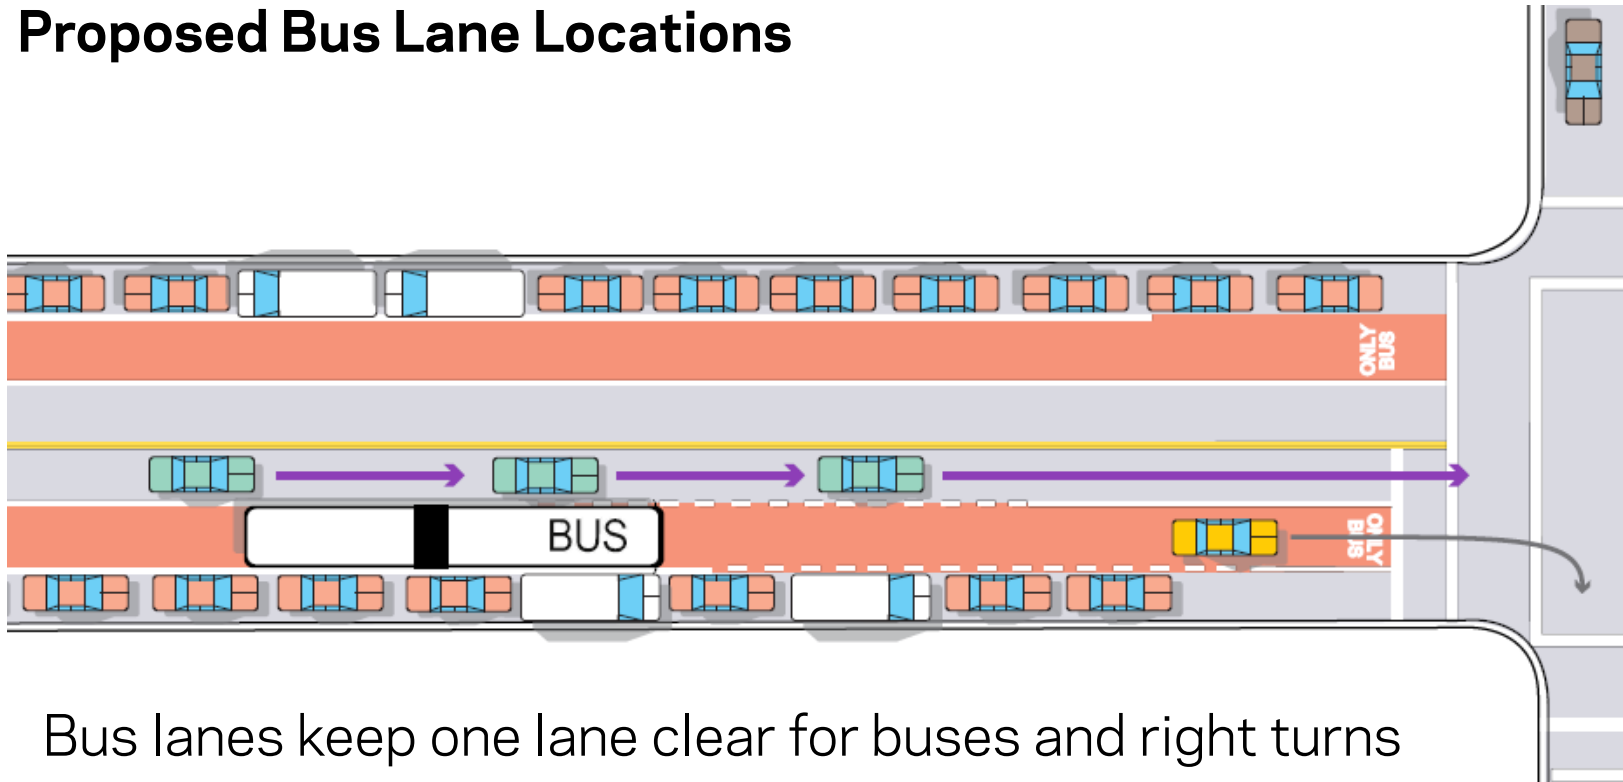 Proposed Bus Lane Locations
ONLY
BUS
BUS
ONLY
BUS
Bus lanes keep one lane clear for buses and right turns